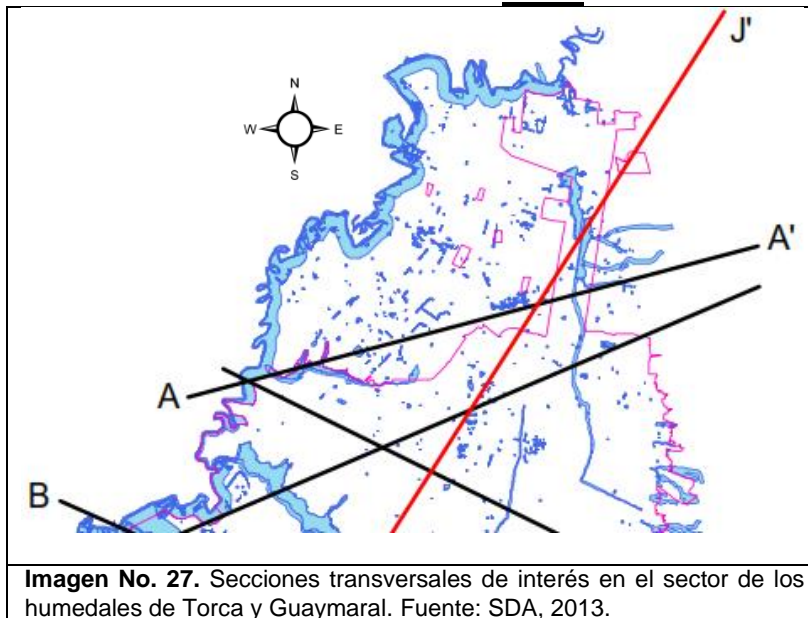 J'
N
W E
S
A'
A
B
Imagen No. 27. Secciones transversales de interés en el sector de los
humedales de Torca y Guaymaral. Fuente: SDA, 2013.